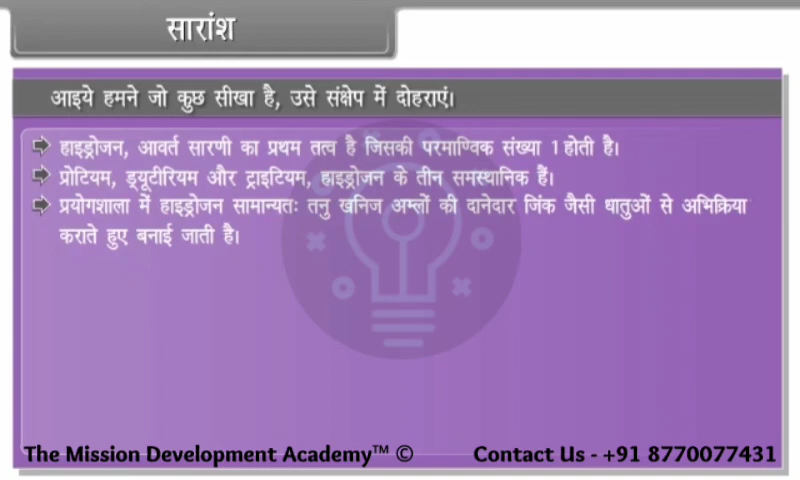 सारांश
आइये हमने जो कुछ सीखा है, उसे संक्षेप में दोहराएं।
हाइड्रोजन, आवर्त सारणी का प्रथम तत्व है जिसकी परमाण्विक संख्या 1 होती है।
प्रोटियम, ड्यूटीरियम और ट्राइटियम, हाइड्रोजन के तीन समस्थानिक हैं।
प्रयोगशाला में हाइड्रोजन सामान्यतः तनु खनिज अम्लों की दानेदार जिंक जैसी धातुओं से अभिक्रिया
कराते हुए बनाई जाती है।
The Mission Development Academy™ © Contact Us - +91 8770077431